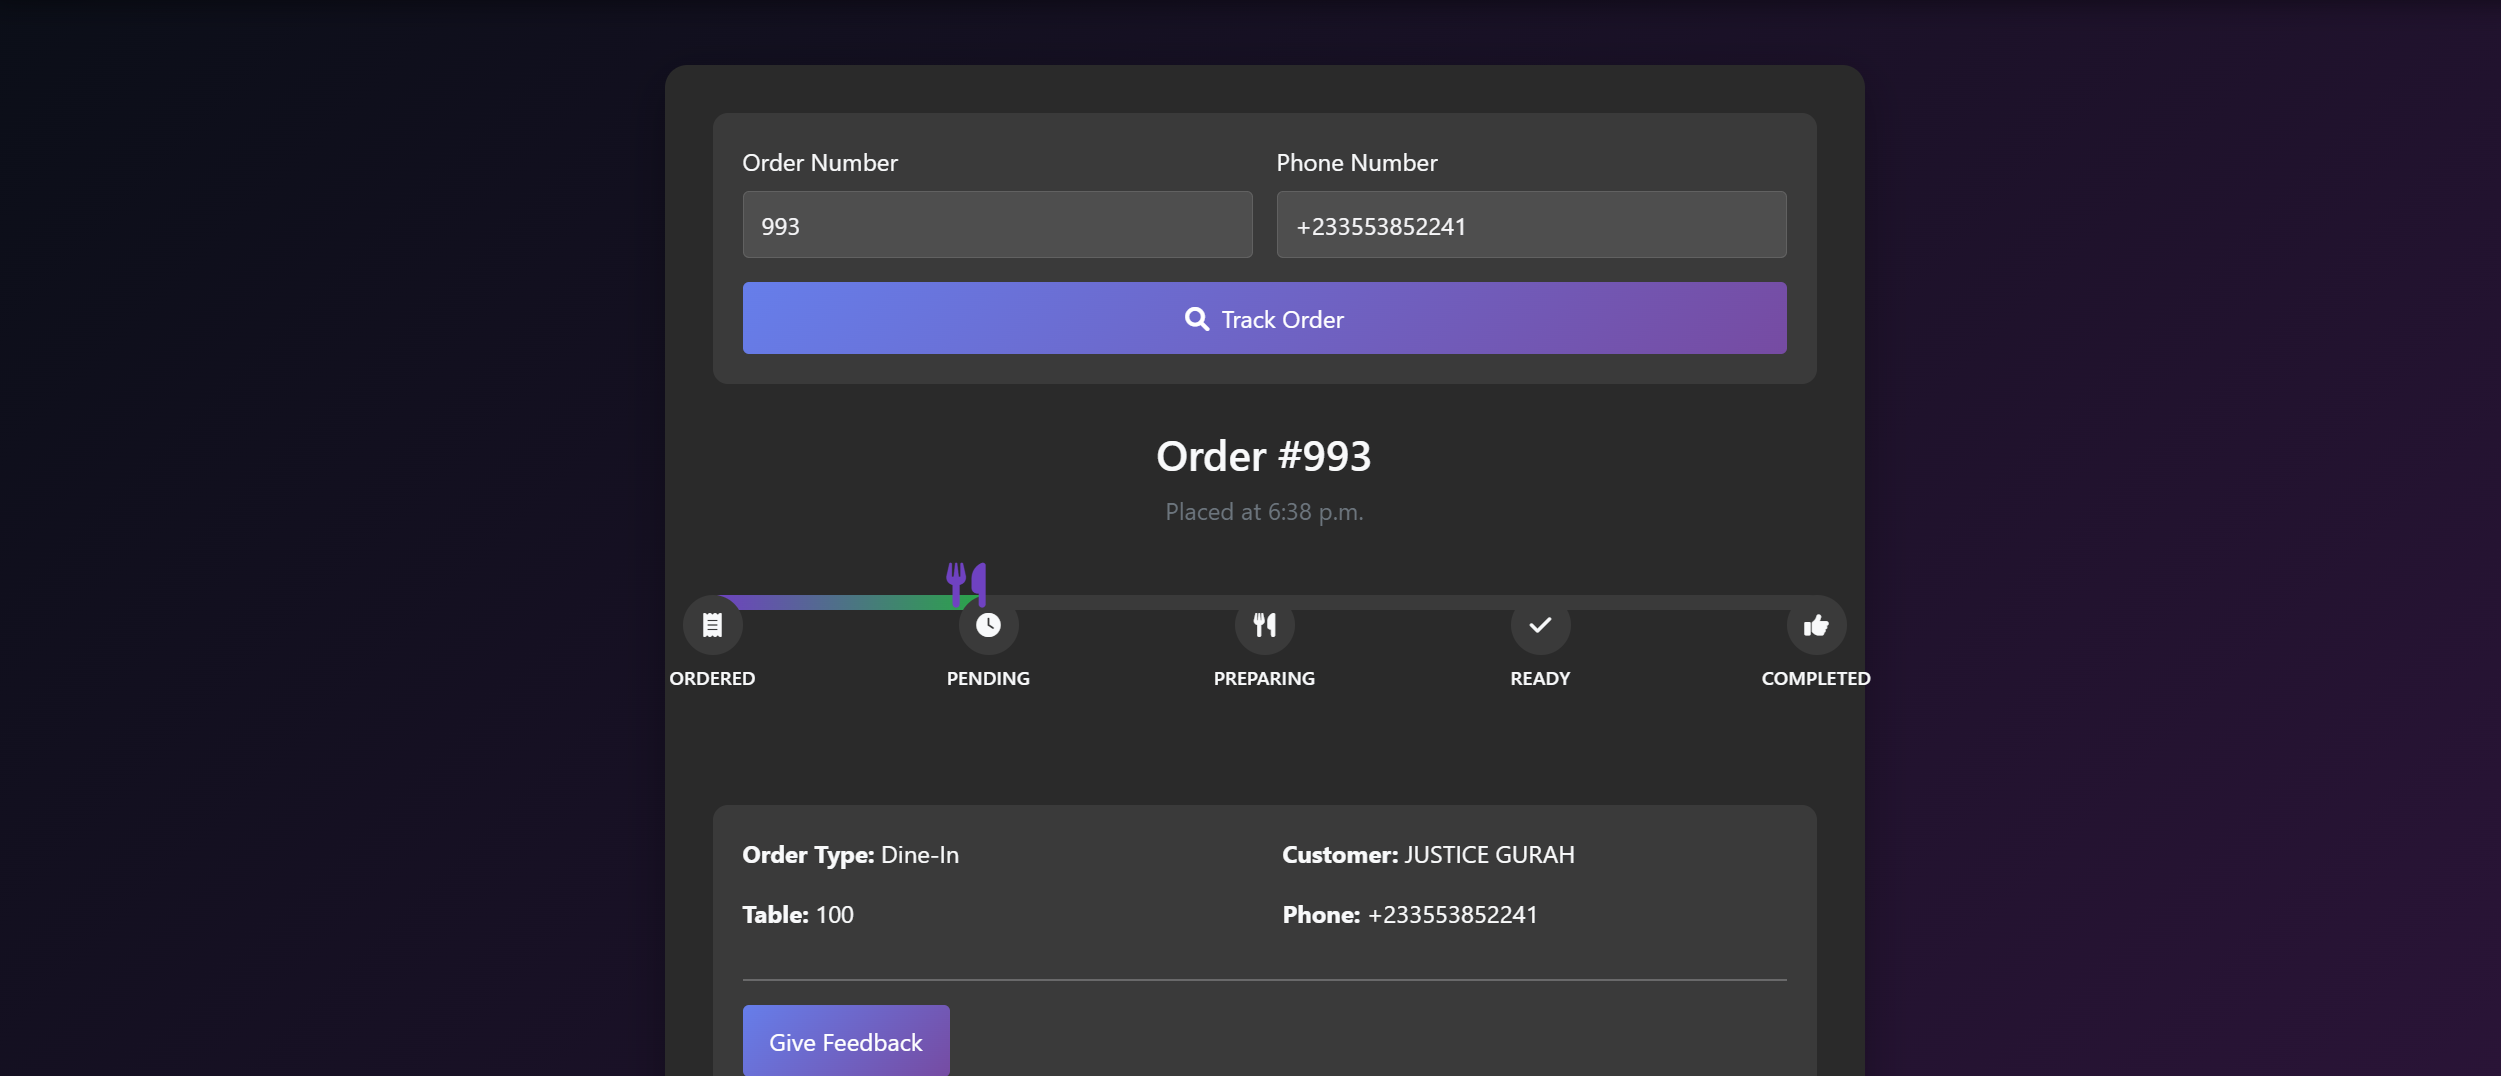 Order Number
Phone Number
993
+233553852241
Track Order
Order #993
Placed at 6:38 p.m.
ORDERED
PENDING
PREPARING
READY
COMPLETED
Order Type: Dine-In
Customer: JUSTICE GURAH
Table: 100
Phone: +233553852241
Give Feedback